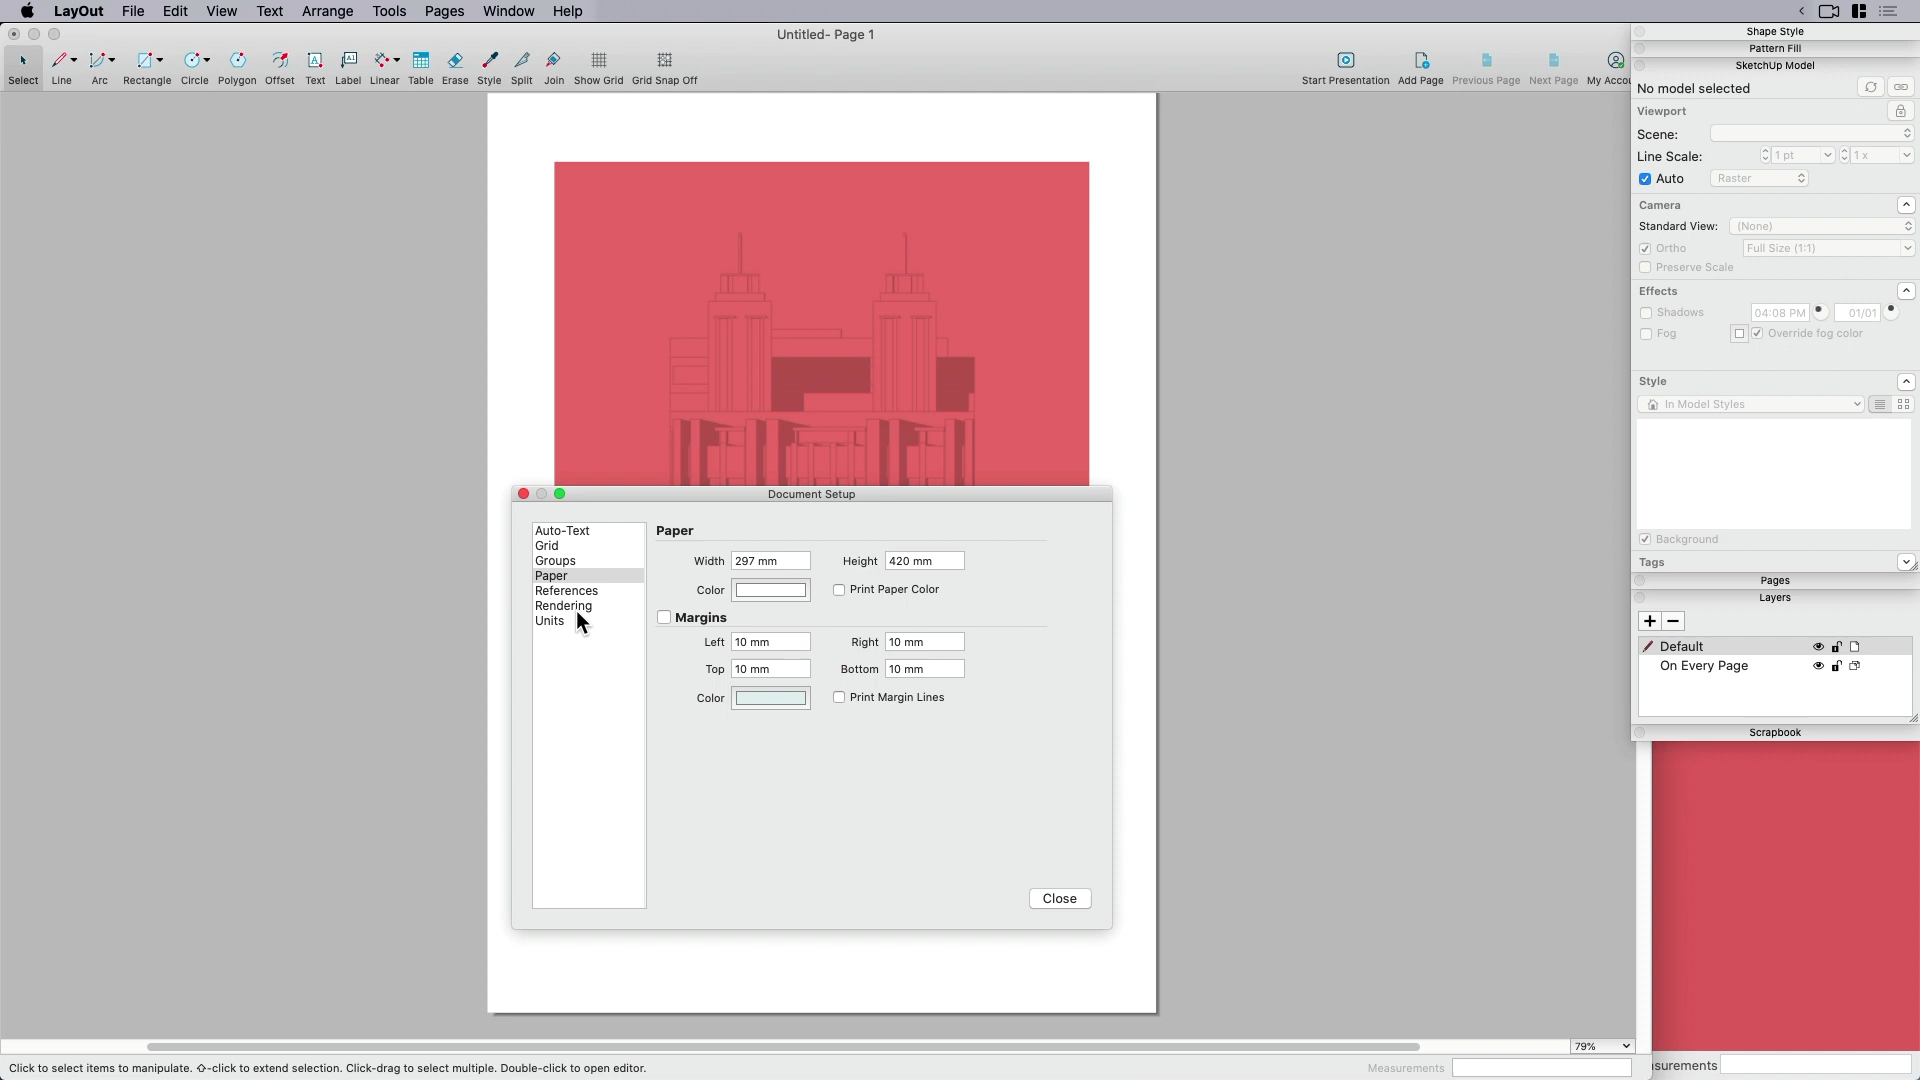 LayOut File Edit View Text Arrange Tools Pages Window Help
Untitled- Page 1
Select Line Arc Rectangle Circle Polygon Offset Text Label Linear Table Erase Style Split Join Show Grid Grid Snap Off
Start Presentation Add Page Previous Page Next Page My Accou
Shape Style
Pattern Fill
SketchUp Model
No model selected
Viewport
Scene:
Line Scale: 1 pt 1 x
Auto Raster
Camera
Standard View: (None)
Ortho Full Size (1:1)
Preserve Scale
Effects
Shadows 04:08 PM 01/01
Fog Override fog color
Style
In Model Styles
Background
Tags
Pages
Layers
Default
On Every Page
Scrapbook
Document Setup
Auto-Text
Grid
Groups
Paper
References
Rendering
Units
Paper
Width 297 mm Height 420 mm
Color Print Paper Color
Margins
Left 10 mm Right 10 mm
Top 10 mm Bottom 10 mm
Color Print Margin Lines
Close
79%
Click to select items to manipulate. ⇧-click to extend selection. Click-drag to select multiple. Double-click to open editor.
Measurements
surements